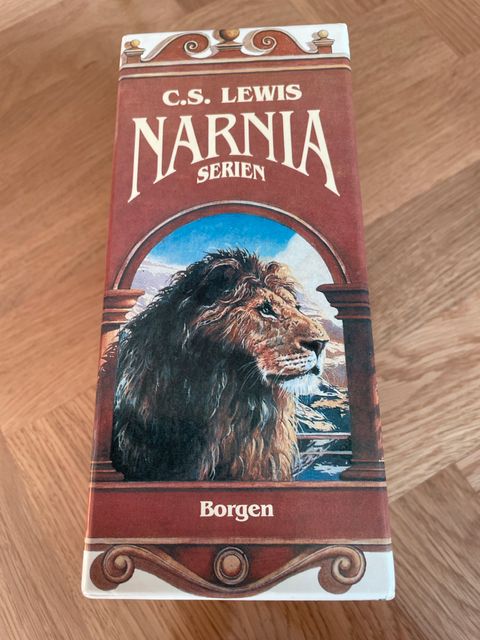 C.S. LEWIS
NARNIA
SERIEN
Borgen